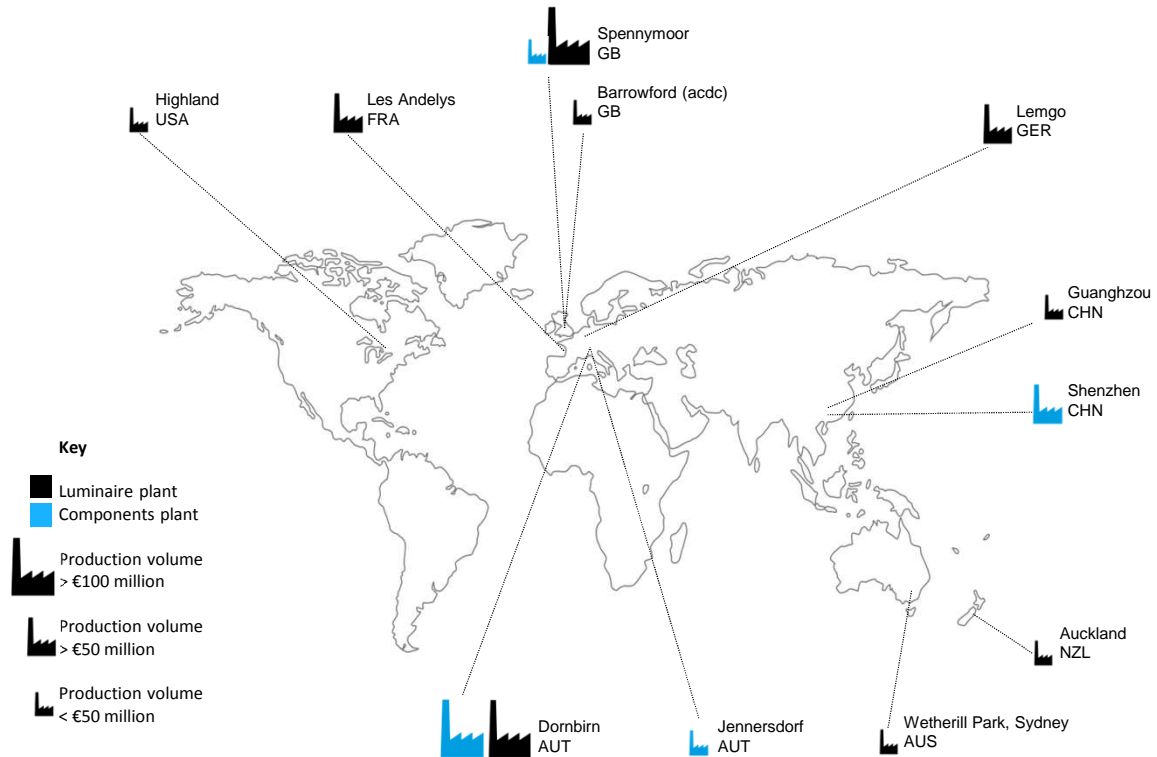 Spennymoor
GB
Highland
USA
Les Andelys
FRA
Barrowford (acdc)
GB
Lemgo
GER
Guanghzou
CHN
Shenzhen
CHN
Key
Luminaire plant
Components plant
Production volume
> €100 million
Production volume
> €50 million
Production volume
< €50 million
Auckland
NZL
Dornbirn
AUT
Jennersdorf
AUT
Wetherill Park, Sydney
AUS